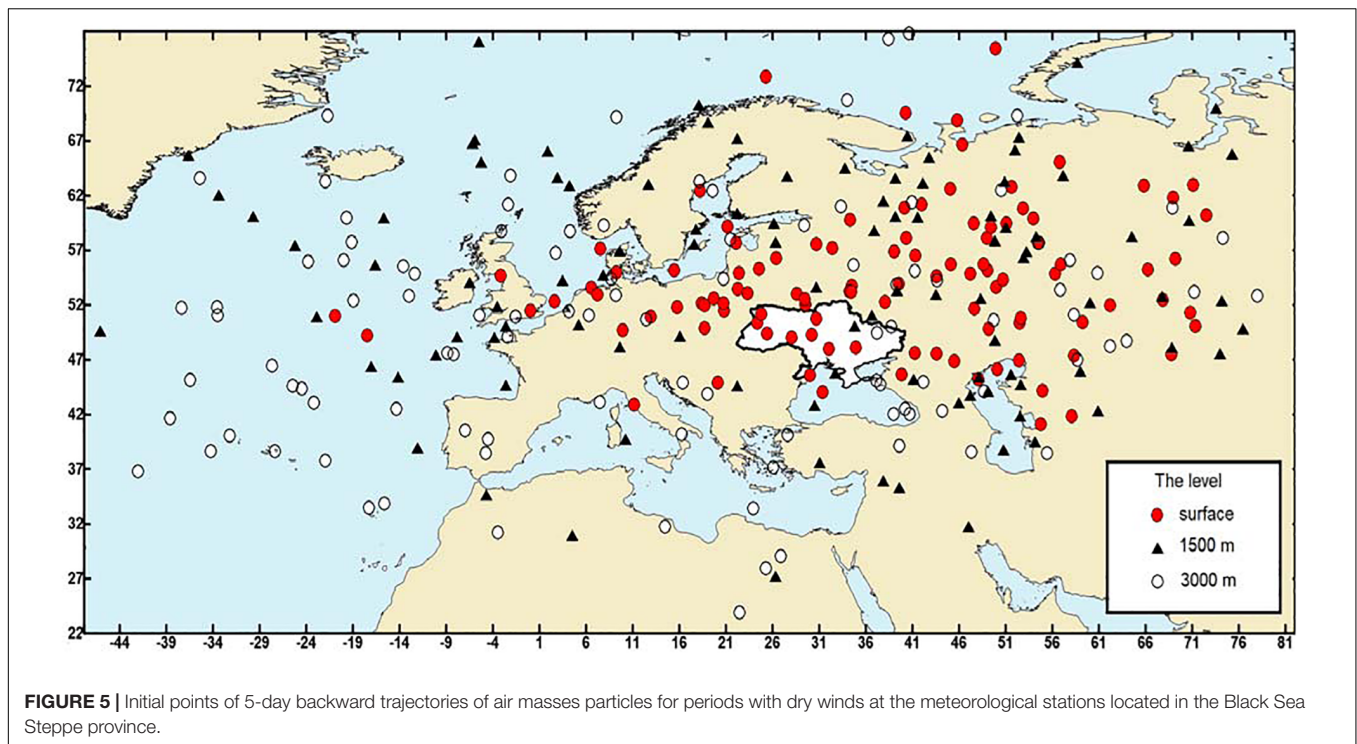 72
67
62
57
52
47
42
37
32
27
22
-44 -39 -34 -29 -24 -19 -14 -9 -4 1 6 11 16 21 26 31 36 41 46 51 56 61 66 71 76 81
The level
surface
1500 m
3000 m
FIGURE 5 | Initial points of 5-day backward trajectories of air masses particles for periods with dry winds at the meteorological stations located in the Black Sea
Steppe province.